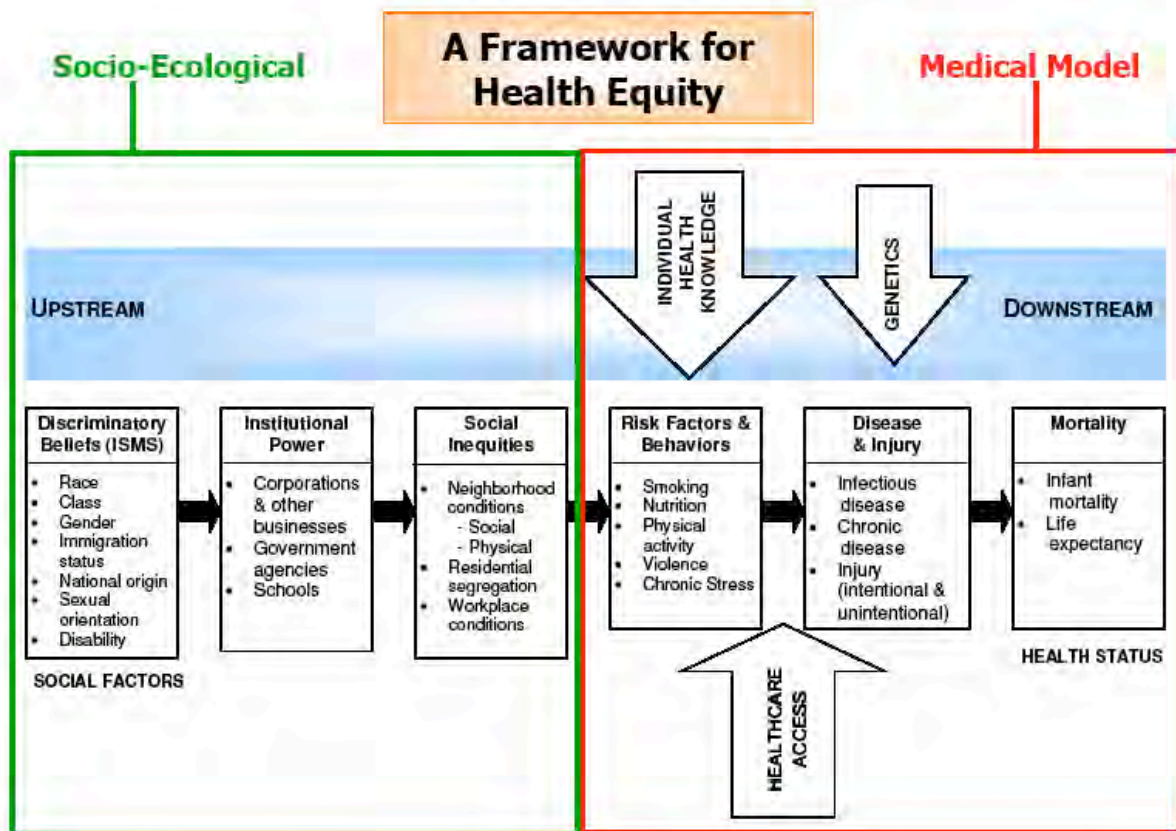 A Framework for
Health Equity
Socio-Ecological
Medical Model
UPSTREAM
INDIVIDUAL
HEALTH
KNOWLEDGE
GENETICS
DOWNSTREAM
Discriminatory
Beliefs (ISMS)
• Race
• Class
• Gender
• Immigration
status
• National origin
• Sexual
orientation
• Disability
SOCIAL FACTORS
Institutional
Power
• Corporations
& other
businesses
• Government
agencies
• Schools
Social
Inequities
• Neighborhood
conditions
- Social
- Physical
• Residential
segregation
• Workplace
conditions
Risk Factors &
Behaviors
• Smoking
• Nutrition
• Physical
activity
• Violence
• Chronic Stress
Disease
& Injury
• Infectious
disease
• Chronic
disease
• Injury
(intentional &
unintentional)
Mortality
• Infant
mortality
• Life
expectancy
HEALTH STATUS
HEALTHCARE
ACCESS